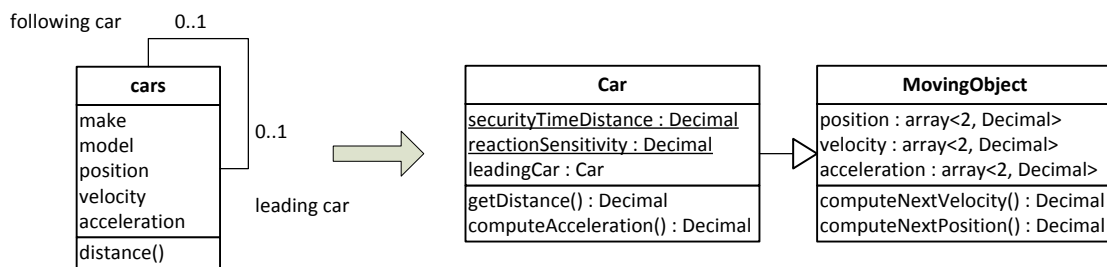 following car
0..1
cars
make
model
position
velocity
acceleration
distance()
0..1
leading car
Car
securityTimeDistance : Decimal
reactionSensitivity : Decimal
leadingCar : Car
getDistance() : Decimal
computeAcceleration() : Decimal
MovingObject
position : array<2, Decimal>
velocity : array<2, Decimal>
acceleration : array<2, Decimal>
computeNextVelocity() : Decimal
computeNextPosition() : Decimal